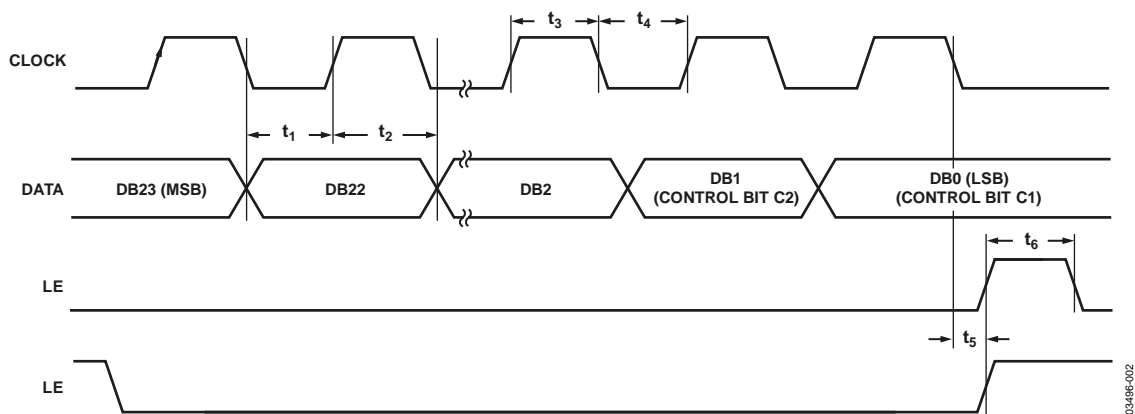 t3
t4
CLOCK
t1
t2
DATA
DB23 (MSB)
DB22
DB2
DB1
(CONTROL BIT C2)
DB0 (LSB)
(CONTROL BIT C1)
t6
LE
t5
LE
03496-002